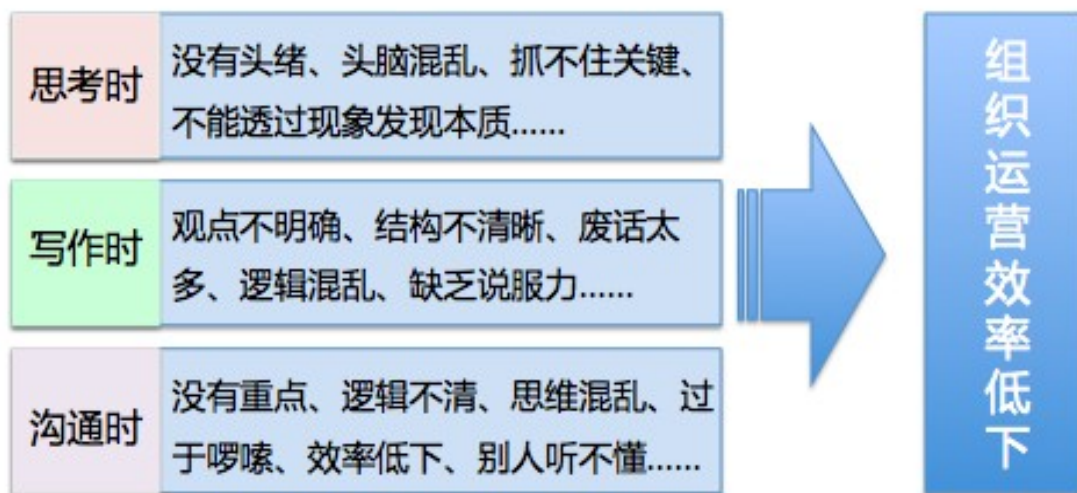 思考时
没有头绪、头脑混乱、抓不住关键、
不能透过现象发现本质......
写作时
观点不明确、结构不清晰、废话太
多、逻辑混乱、缺乏说服力......
沟通时
没有重点、逻辑不清、思维混乱、过
于啰嗦、效率低下、别人听不懂......
组织运营效率低下